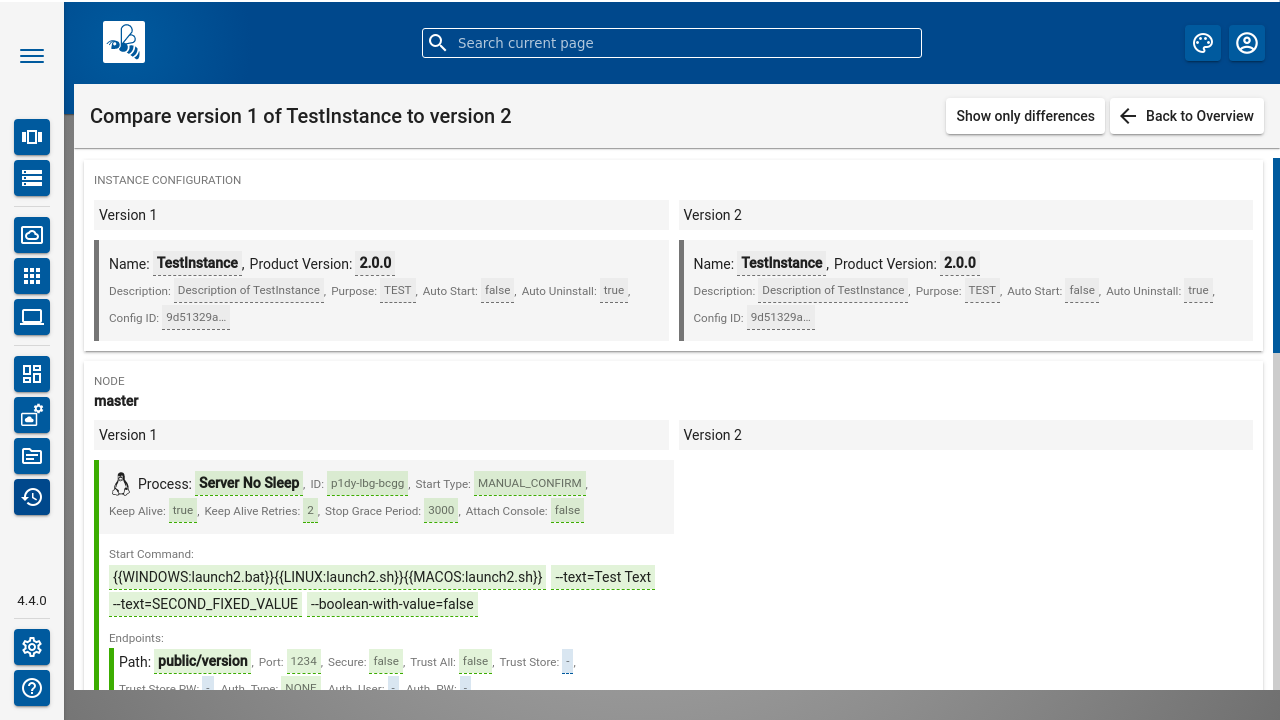 Search current page
Compare version 1 of TestInstance to version 2
Show only differences
Back to Overview
INSTANCE CONFIGURATION
Version 1
Version 2
Name: TestInstance, Product Version: 2.0.0
Description: Description of TestInstance, Purpose: TEST, Auto Start: false, Auto Uninstall: true,
Config ID: 9d51329a...
Name: TestInstance, Product Version: 2.0.0
Description: Description of TestInstance, Purpose: TEST, Auto Start: false, Auto Uninstall: true,
Config ID: 9d51329a...
NODE
master
Version 1
Version 2
Process: Server No Sleep, ID: p1dy-lbg-bcgg, Start Type: MANUAL_CONFIRM,
Keep Alive: true, Keep Alive Retries: 2, Stop Grace Period: 3000, Attach Console: false
Start Command:
{{WINDOWS:launch2.bat}}{{LINUX:launch2.sh}}{{MACOS:launch2.sh}} --text=Test Text
--text=SECOND_FIXED_VALUE --boolean-with-value=false
Endpoints:
Path: public/version, Port: 1234, Secure: false, Trust All: false, Trust Store: -,
Trust Store PW: -, Auth. Type: NONE, Auth. User: -, Auth. PW: -
4.4.0